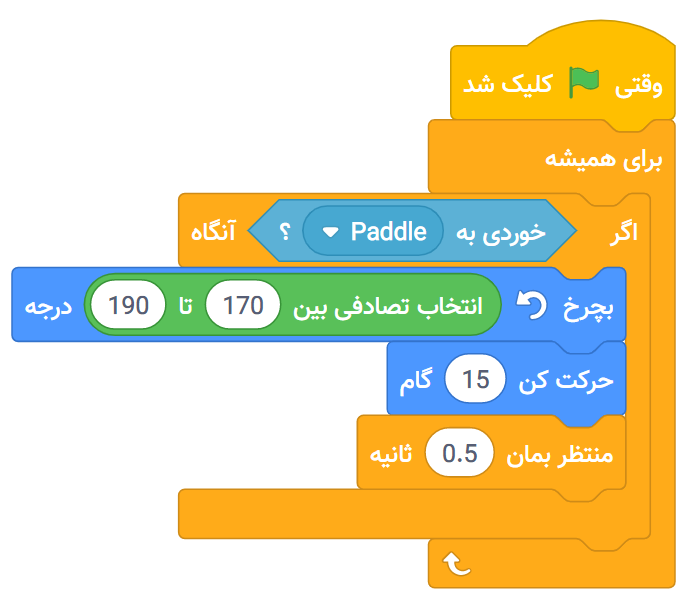 وقتی کلیک شد
برای همیشه
اگر خوردی به Paddle ؟ آنگاه
بچرخ انتخاب تصادفی بین 170 تا 190 درجه
حرکت کن 15 گام
منتظر بمان 0.5 ثانیه